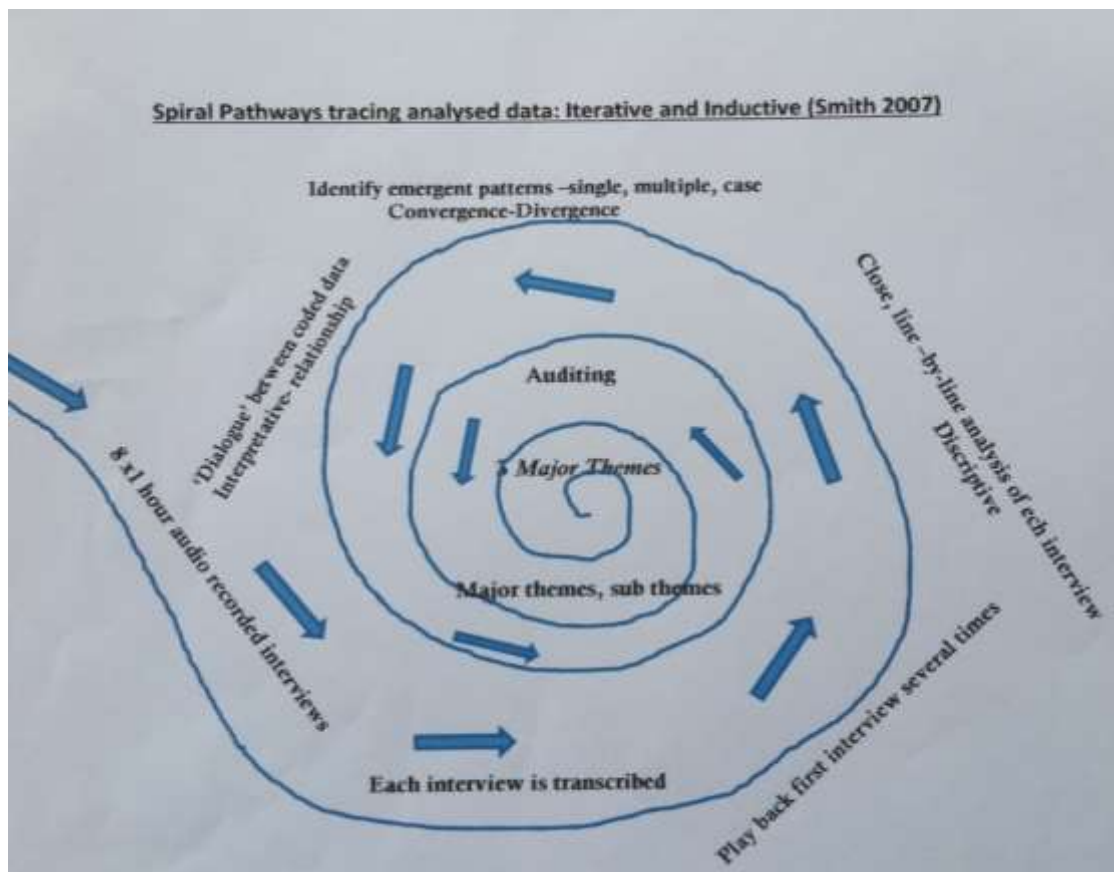 Spiral Pathways tracing analysed data: Iterative and Inductive (Smith 2007)
Identify emergent patterns –single, multiple, case
Convergence-Divergence
'Dialogue' between coded data
Interpretative- relationship
Close, line –by-line analysis of ech interview
Discriptive
Auditing
Major Themes
8 x1 hour audio recorded interviews
Major themes, sub themes
Each interview is transcribed
Play back first interview several times